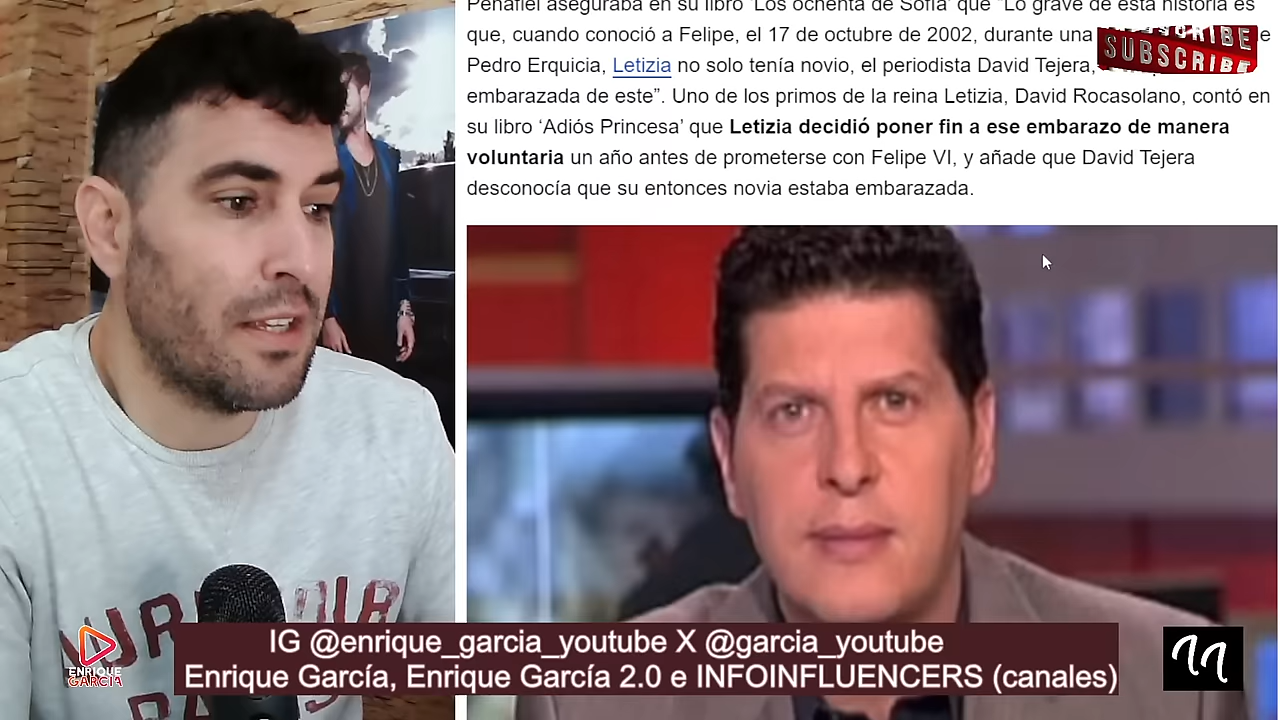 Peñafiel aseguraba en su libro ‘Los ochenta de Sofía’ que “Lo grave de esta historia es
que, cuando conoció a Felipe, el 17 de octubre de 2002, durante una
Pedro Erquicia, Letizia no solo tenía novio, el periodista David Tejera,
embarazada de este”. Uno de los primos de la reina Letizia, David Rocasolano, contó en
su libro ‘Adiós Princesa’ que Letizia decidió poner fin a ese embarazo de manera
voluntaria un año antes de prometerse con Felipe VI, y añade que David Tejera
desconocía que su entonces novia estaba embarazada.
SUBSCRIBE
SUBSCRIBE
IG @enrique_garcia_youtube X @garcia_youtube
Enrique García, Enrique García 2.0 e INFOINFLUENCERS (canales)
ENRIQUE
GARCÍA